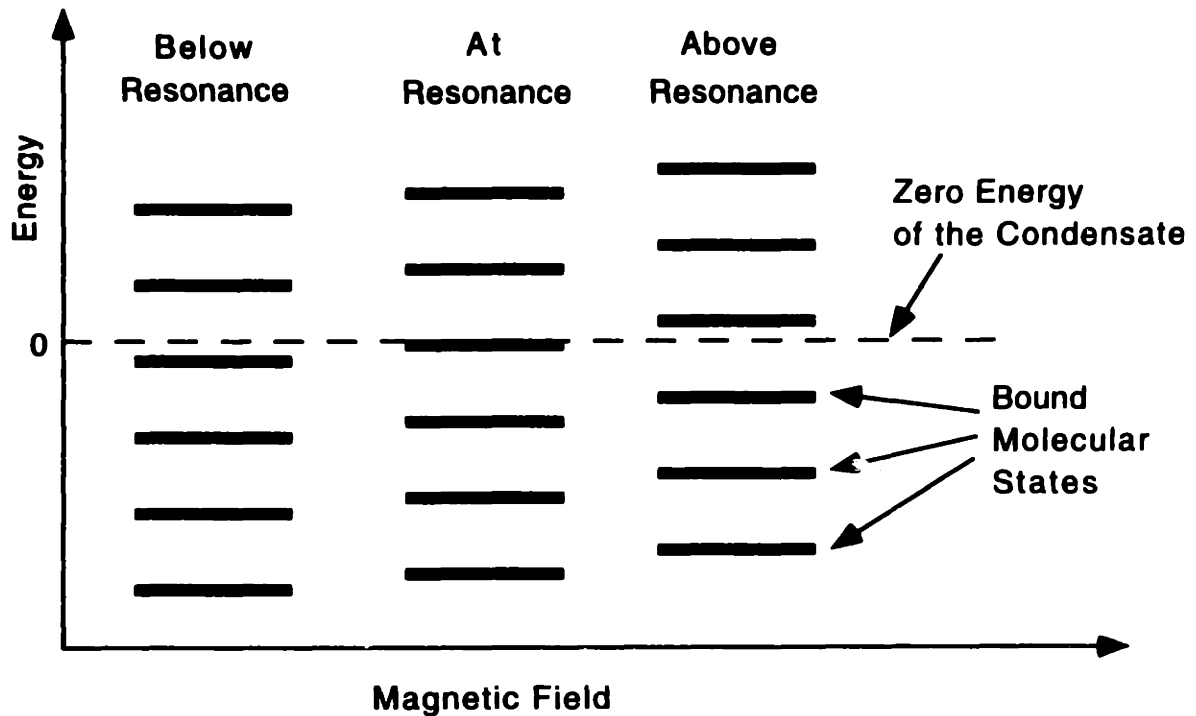 Below
Resonance
At
Resonance
Above
Resonance
Energy
Zero Energy
of the Condensate
0
Bound
Molecular
States
Magnetic Field